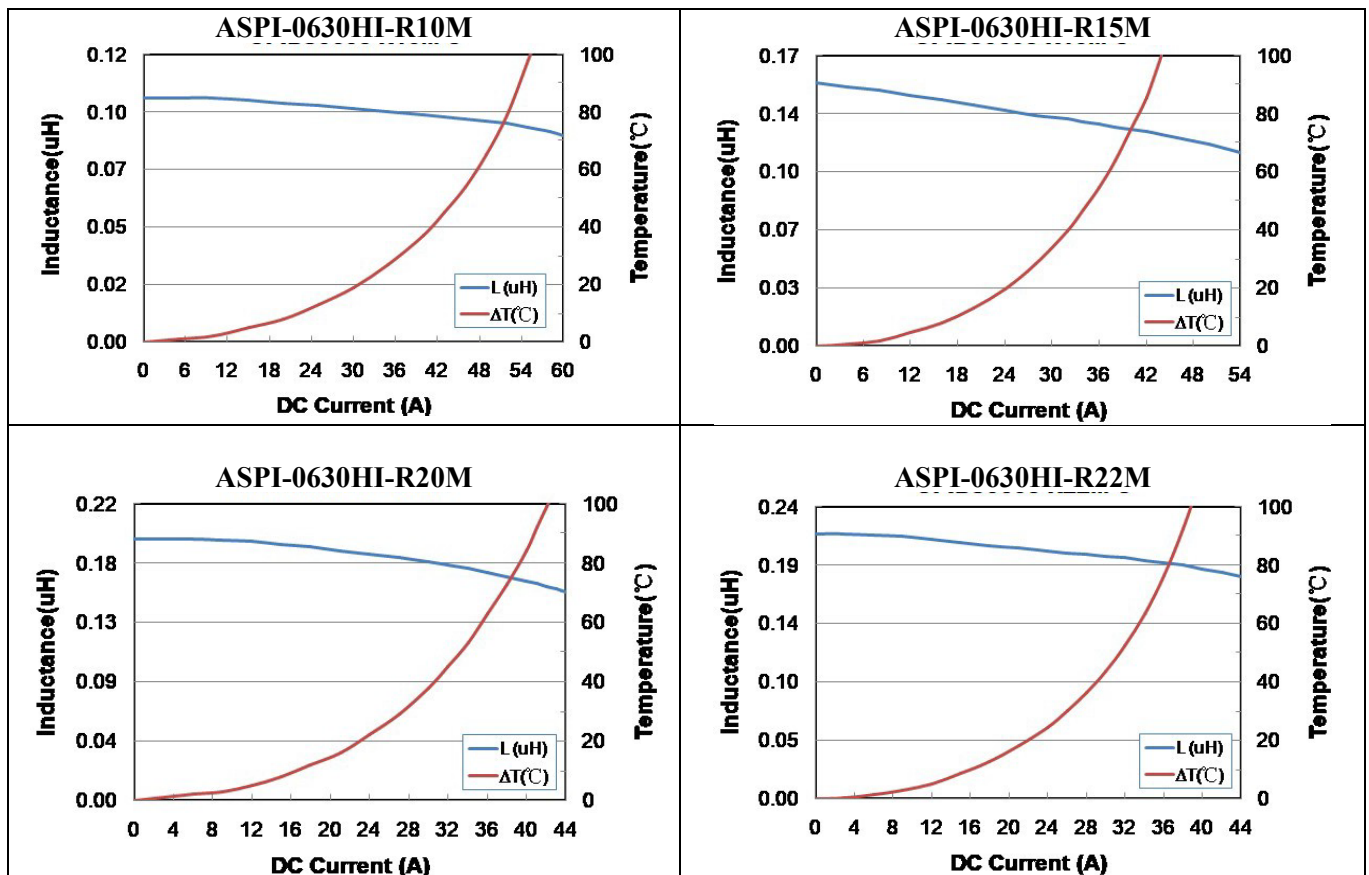 ASPI-0630HI-R10M
Inductance(uH)
0.12
0.10
0.07
0.05
0.02
0.00
100
80
60
40
20
0
Temperature(℃)
L(uH)
ΔT(℃)
0 6 12 18 24 30 36 42 48 54 60
DC Current (A)
ASPI-0630HI-R15M
Inductance(uH)
0.17
0.14
0.10
0.07
0.03
0.00
100
80
60
40
20
0
Temperature(℃)
L(uH)
ΔT(℃)
0 6 12 18 24 30 36 42 48 54
DC Current (A)
ASPI-0630HI-R20M
Inductance(uH)
0.22
0.18
0.13
0.09
0.04
0.00
100
80
60
40
20
0
Temperature(℃)
L(uH)
ΔT(℃)
0 4 8 12 16 20 24 28 32 36 40 44
DC Current (A)
ASPI-0630HI-R22M
Inductance(uH)
0.24
0.19
0.14
0.10
0.05
0.00
100
80
60
40
20
0
Temperature(℃)
L(uH)
ΔT(℃)
0 4 8 12 16 20 24 28 32 36 40 44
DC Current (A)